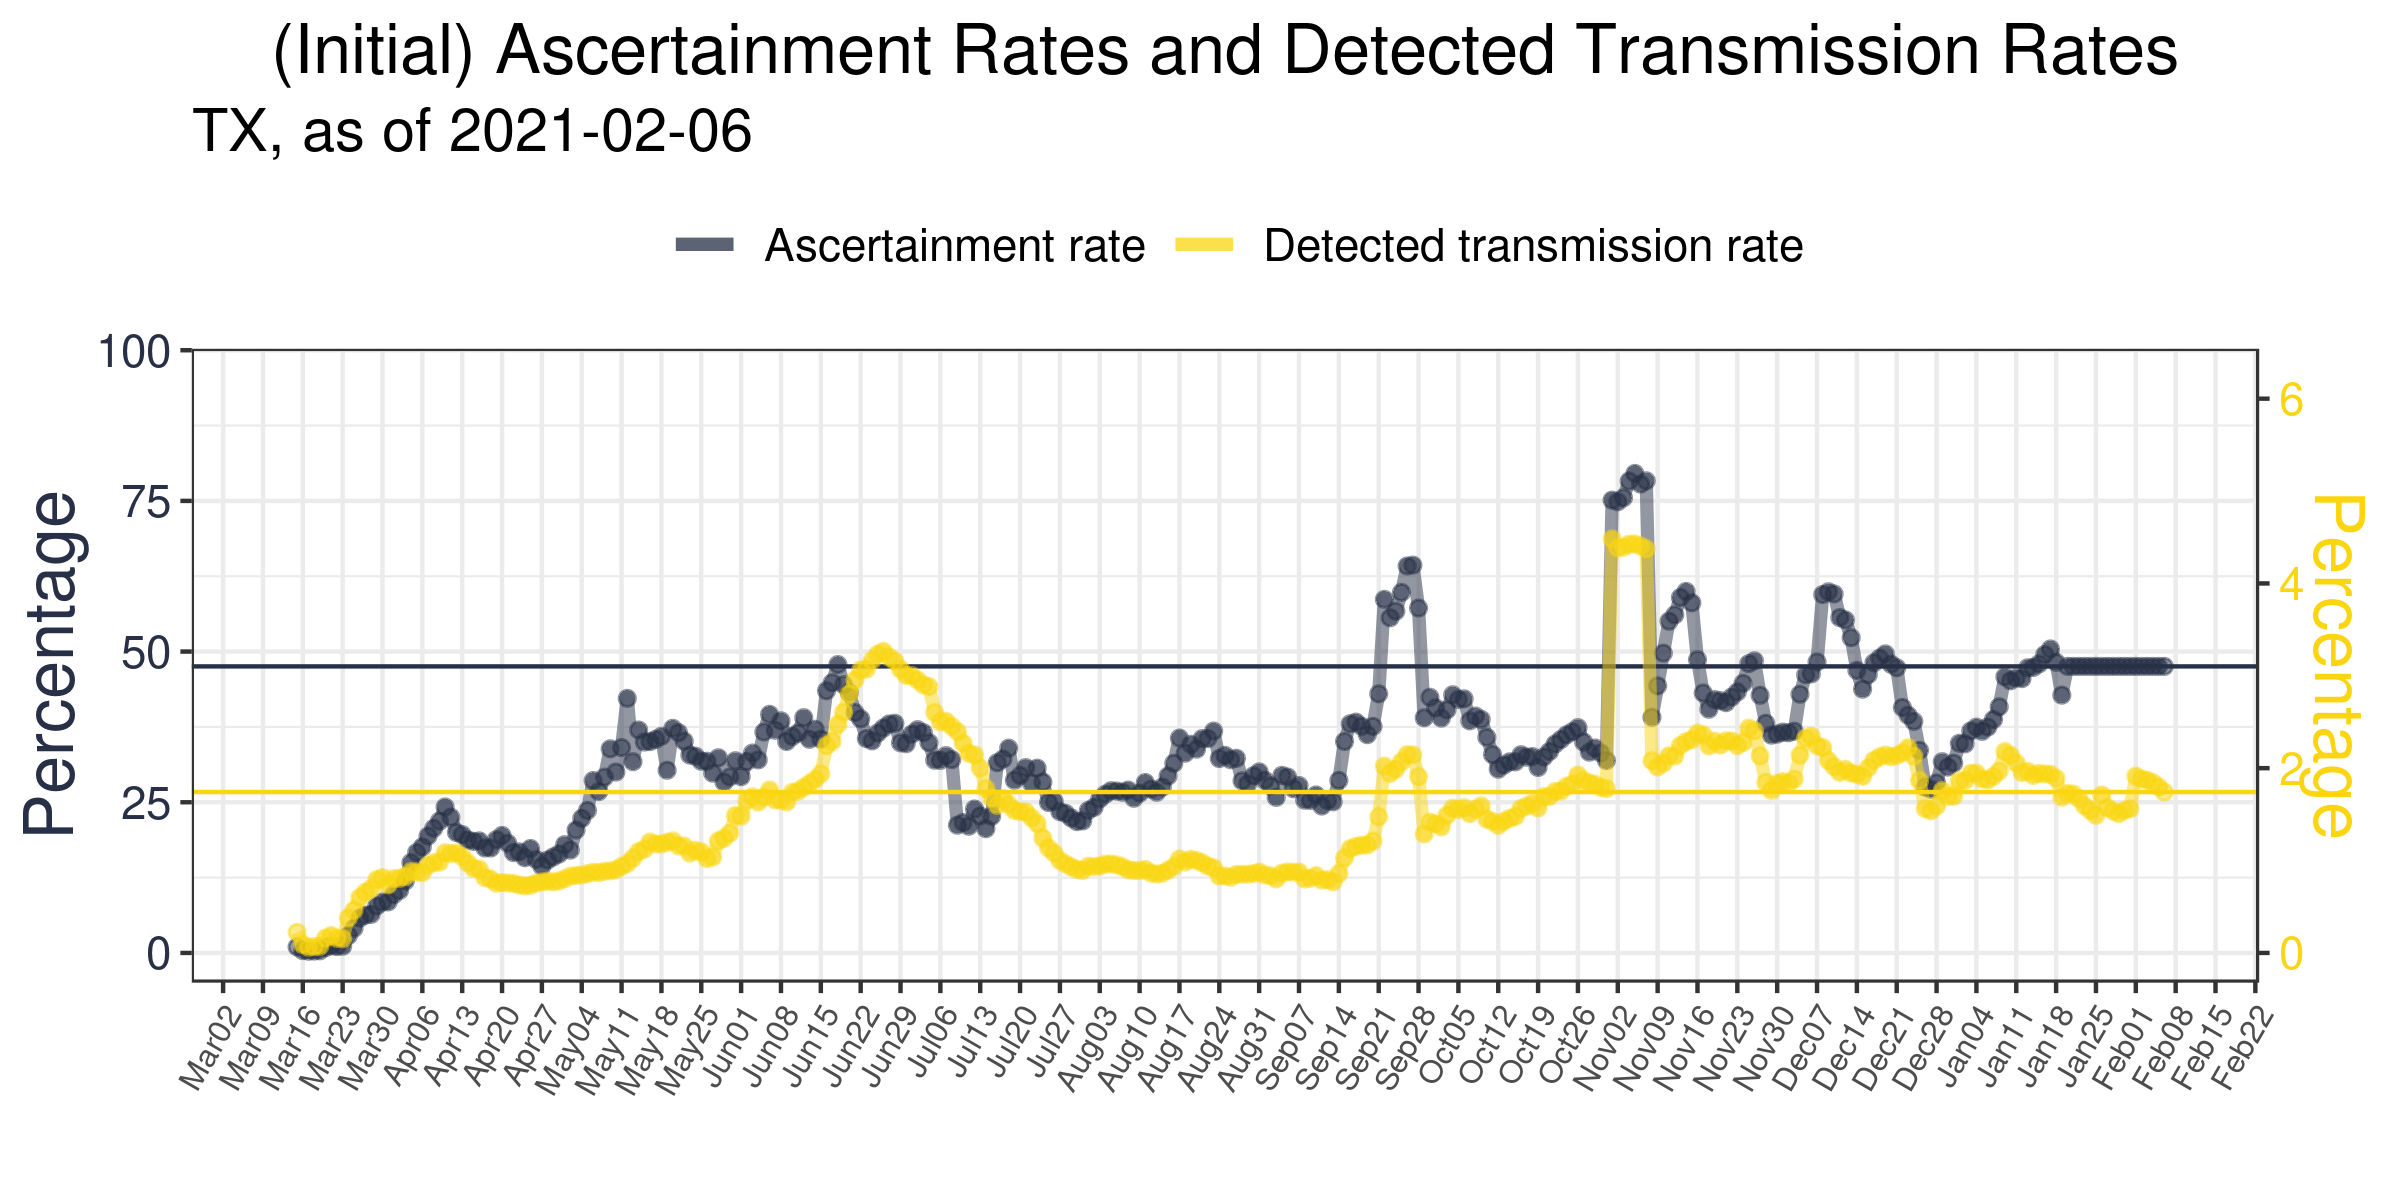 (Initial) Ascertainment Rates and Detected Transmission Rates
TX, as of 2021-02-06
Ascertainment rate
Detected transmission rate
Percentage
100
75
50
25
0
6
4
2
0
Percentage
Mar02
Mar09
Mar16
Mar23
Mar30
Apr06
Apr13
Apr20
Apr27
May04
May11
May18
May25
Jun01
Jun08
Jun15
Jun22
Jun29
Jul06
Jul13
Jul20
Jul27
Aug03
Aug10
Aug17
Aug24
Aug31
Sep07
Sep14
Sep21
Sep28
Oct05
Oct12
Oct19
Oct26
Nov02
Nov09
Nov16
Nov23
Nov30
Dec07
Dec14
Dec21
Dec28
Jan04
Jan11
Jan18
Jan25
Feb01
Feb08
Feb15
Feb22